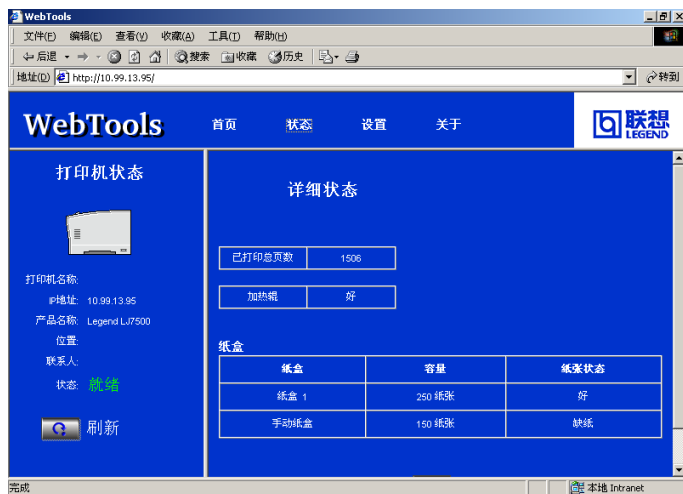 WebTools
文件(F) 编辑(E) 查看(V) 收藏(A) 工具(T) 帮助(H)
后退 搜索 收藏 历史
地址(D) http://10.99.13.95/ 转到
WebTools 首页 状态 设置 关于 联想 LEGEND
打印机状态
打印机名称:
IP地址: 10.99.13.95
产品名称: Legend LJ7500
位置:
联系人:
状态: 就绪
刷新
详细状态
已打印总页数 1506
加热辊 好
纸盒
纸盒 容量 纸张状态
纸盒 1 250 纸张 好
手动纸盒 150 纸张 缺纸
完成 本地 Intranet